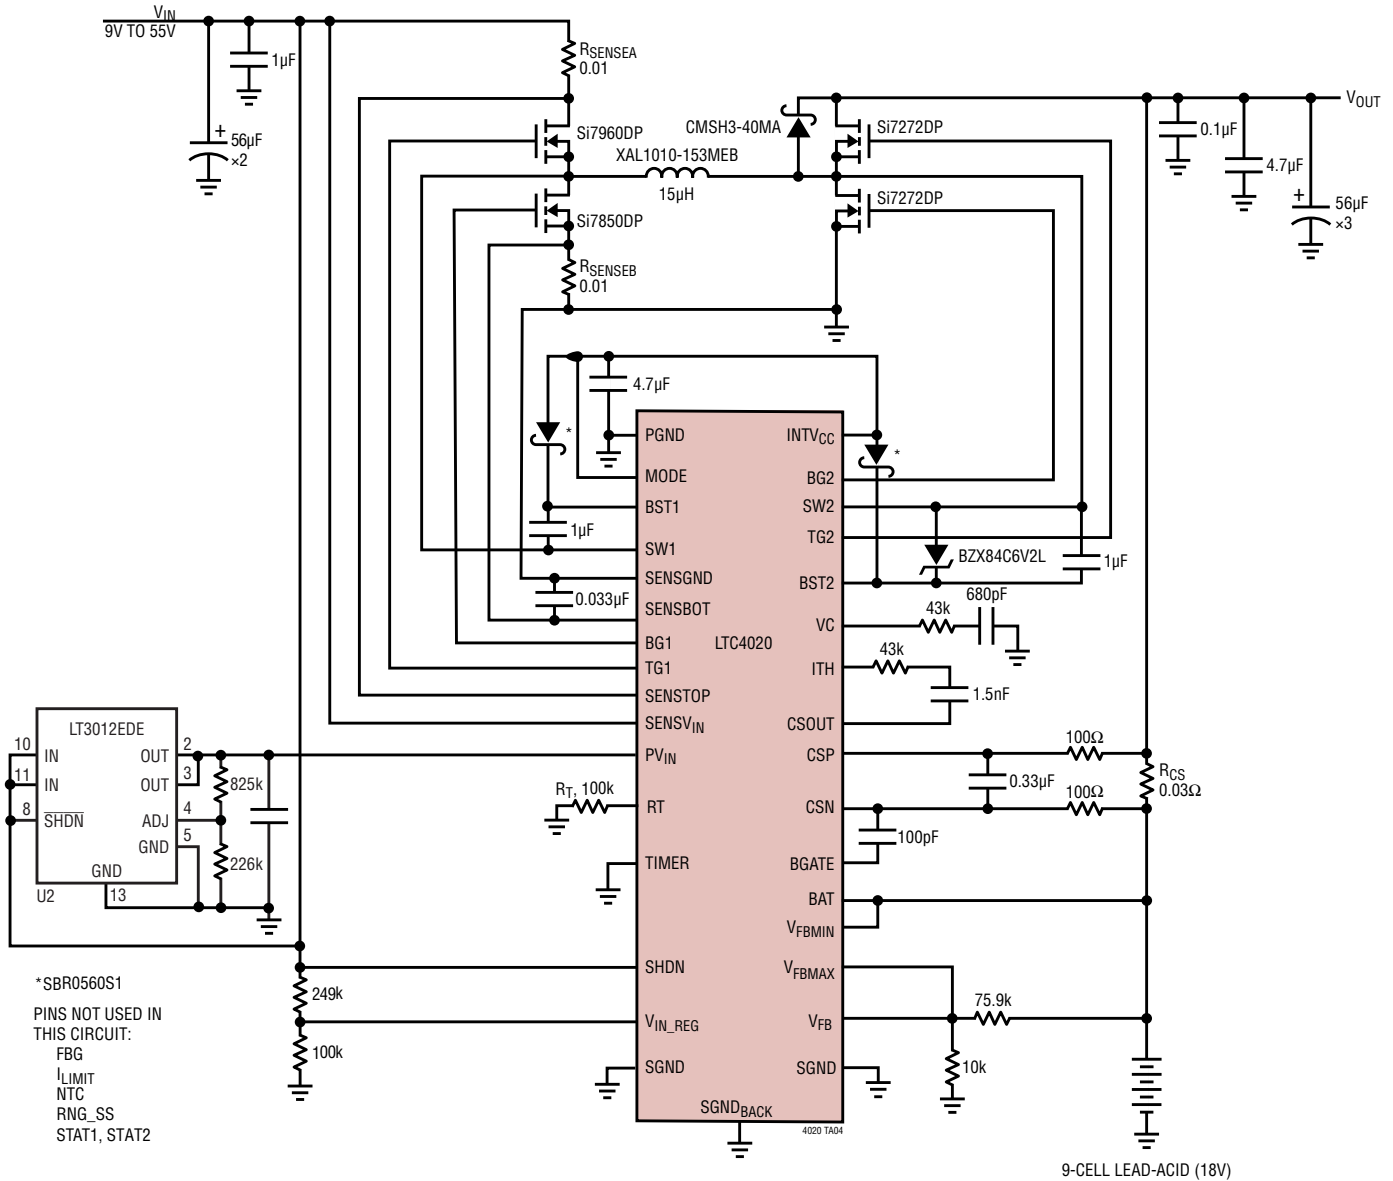 VIN
9V TO 55V
1µF
+
56µF
×2
RSENSEA
0.01
Si7960DP
XAL1010-153MEB
15µH
Si7850DP
RSENSEB
0.01
CMSH3-40MA
Si7272DP
Si7272DP
VOUT
0.1µF
4.7µF
+
56µF
×3
4.7µF
*
1µF
0.033µF
PGND
MODE
BST1
SW1
SENSGND
SENSBOT
BG1
TG1
SENSTOP
SENSVIN
PVIN
RT
TIMER
SHDN
VIN_REG
SGND
LTC4020
INTVCC
BG2
SW2
TG2
BST2
VC
ITH
CSOUT
CSP
CSN
BGATE
BAT
VFBMIN
VFBMAX
VFB
SGND
SGNDBACK
4020 TA04
*
BZX84C6V2L
1µF
43k
680pF
43k
1.5nF
100Ω
0.33µF
100Ω
RCS
0.03Ω
100pF
75.9k
10k
9-CELL LEAD-ACID (18V)
RT, 100k
LT3012EDE
10
IN
11
IN
8
SHDN
OUT
2
OUT
3
ADJ
4
GND
5
GND
13
U2
825k
226k
249k
100k
*SBR0560S1
PINS NOT USED IN
THIS CIRCUIT:
FBG
ILIMIT
NTC
RNG_SS
STAT1, STAT2